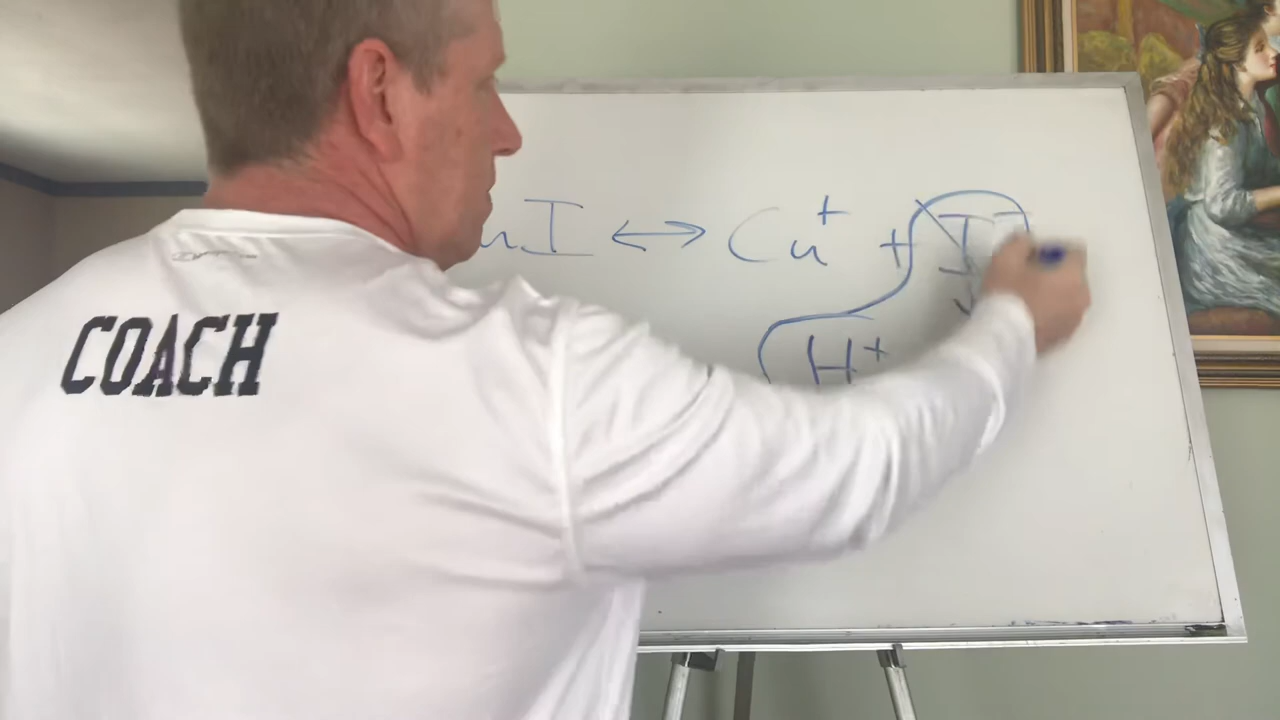 uI ↔ Cu⁺ + I⁻
H⁺
COACH